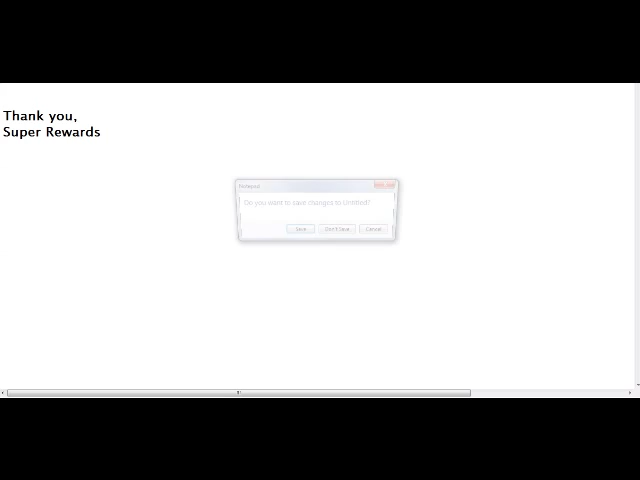 Thank you,
Super Rewards
Notepad
Do you want to save changes to Untitled?
Save
Don't Save
Cancel